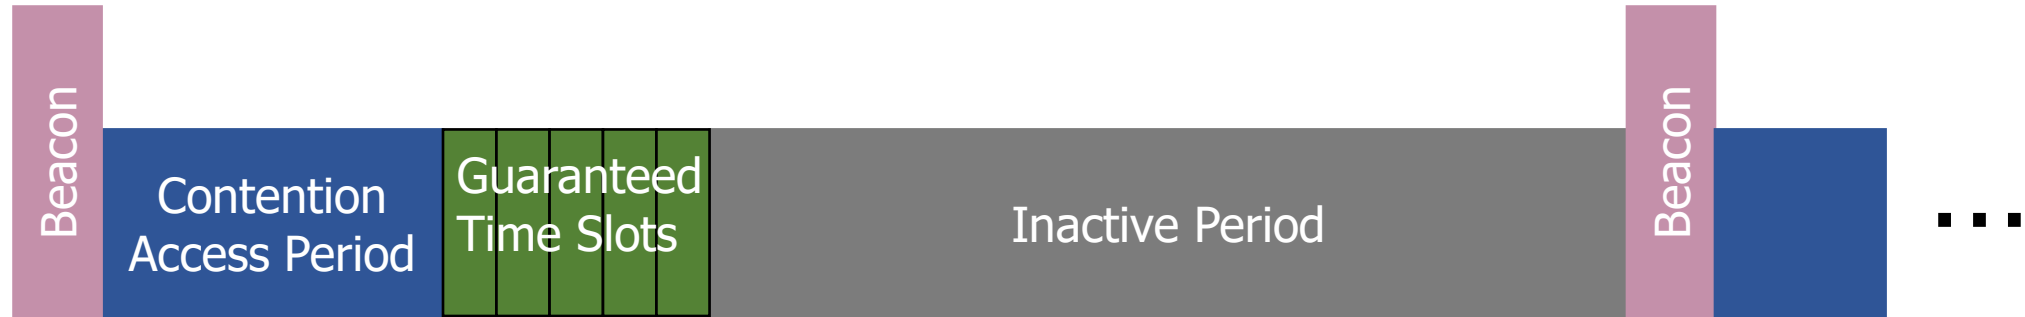 Beacon
Contention
Access Period
Guaranteed
Time Slots
Inactive Period
Beacon
...